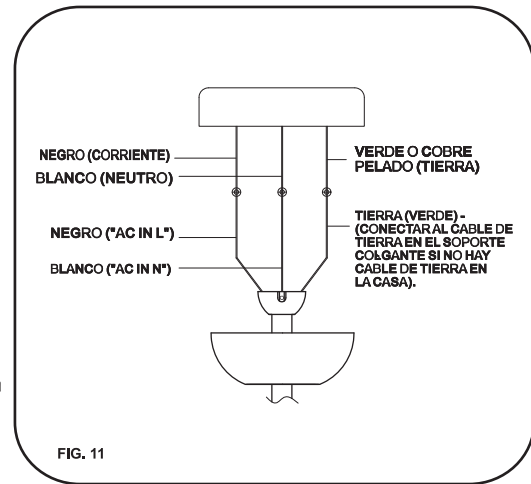 NEGRO (CORRIENTE)
BLANCO (NEUTRO)
VERDE O COBRE
PELADO (TIERRA)
NEGRO ("AC IN L")
BLANCO ("AC IN N")
TIERRA (VERDE) -
(CONECTAR AL CABLE DE
TIERRA EN EL SOPORTE
COLGANTE SI NO HAY
CABLE DE TIERRA EN
LA CASA).
FIG. 11